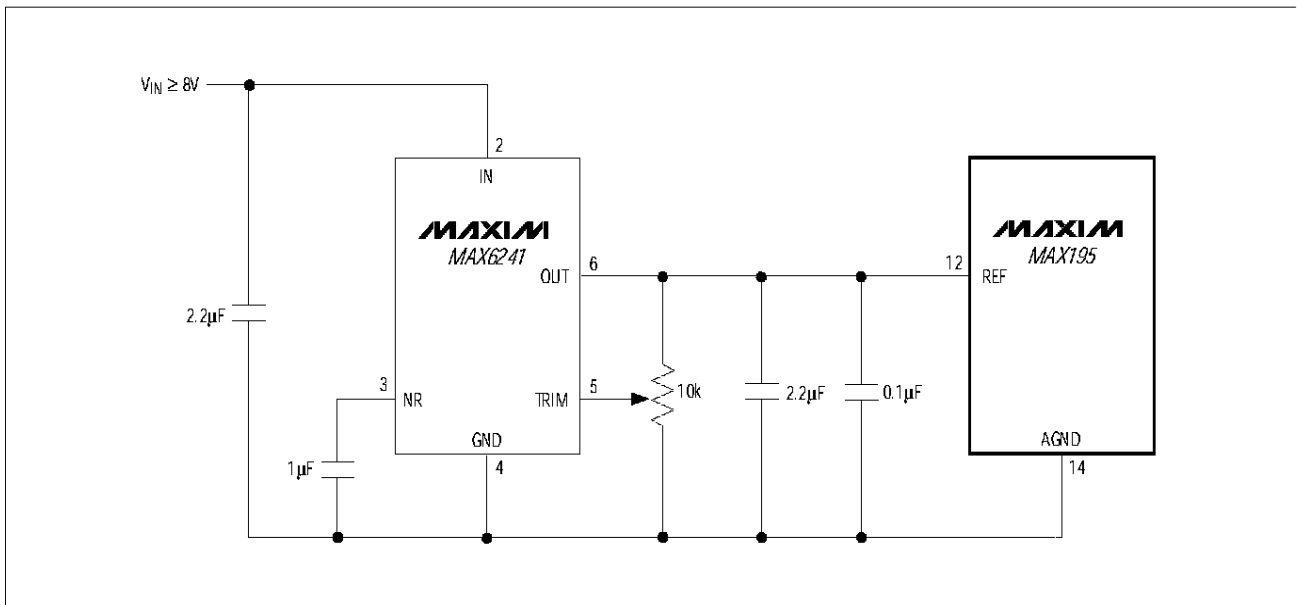 VIN ≥ 8V
2
IN
MAXIM
MAX6241
6
OUT
12
REF
MAXIM
MAX195
2.2µF
3
NR
TRIM
5
10k
2.2µF
0.1µF
GND
4
1µF
AGND
14